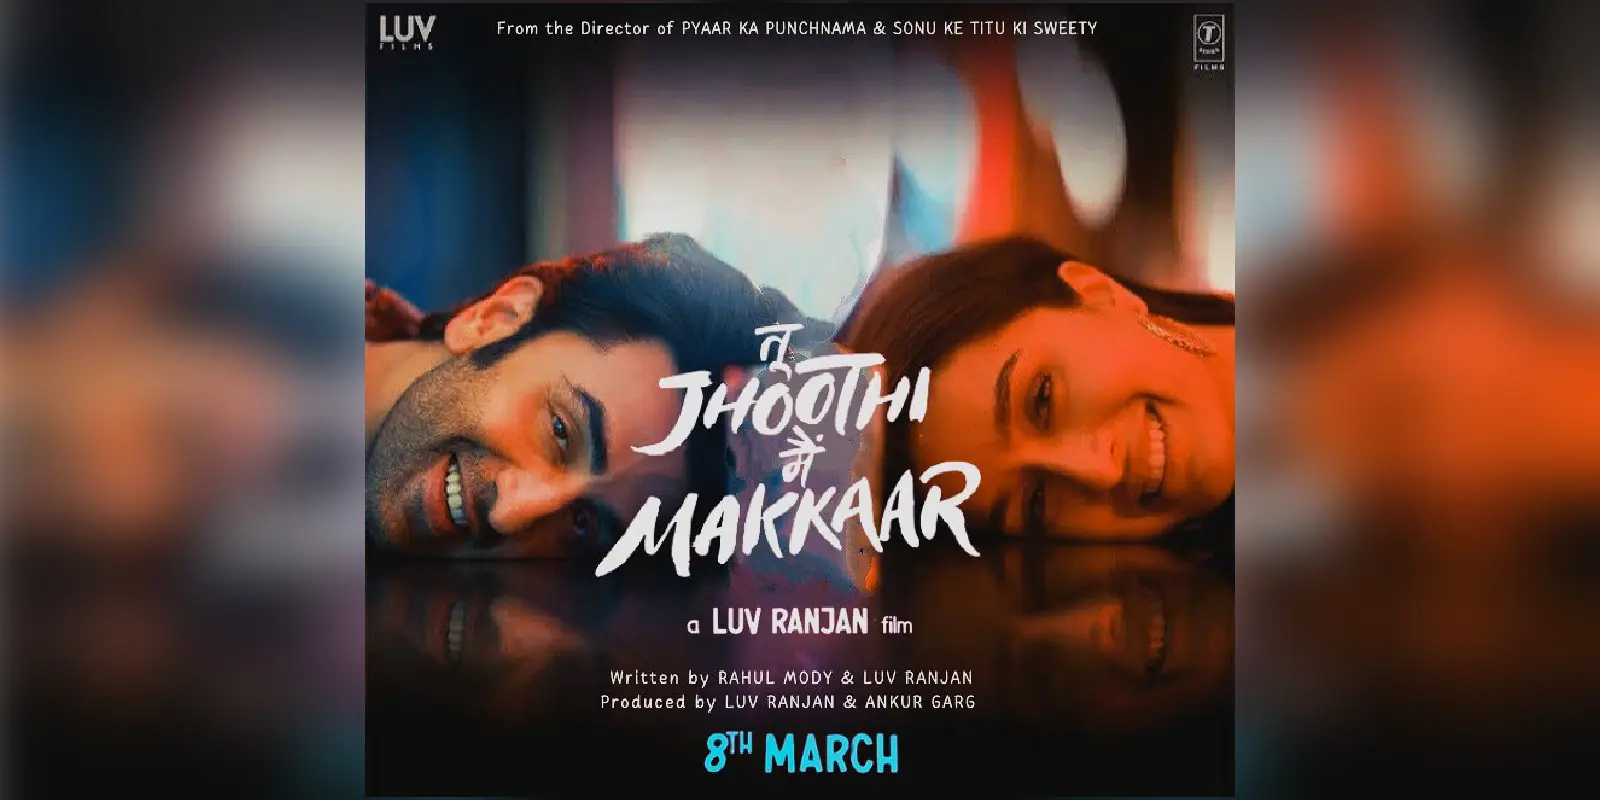 LUV
FILMS
From the Director of PYAAR KA PUNCHNAMA & SONU KE TITU KI SWEETY
T
FILMS
तू
JHOOTHI
मैं
MAKKAAR
a LUV RANJAN film
Written by RAHUL MODY & LUV RANJAN
Produced by LUV RANJAN & ANKUR GARG
8TH MARCH